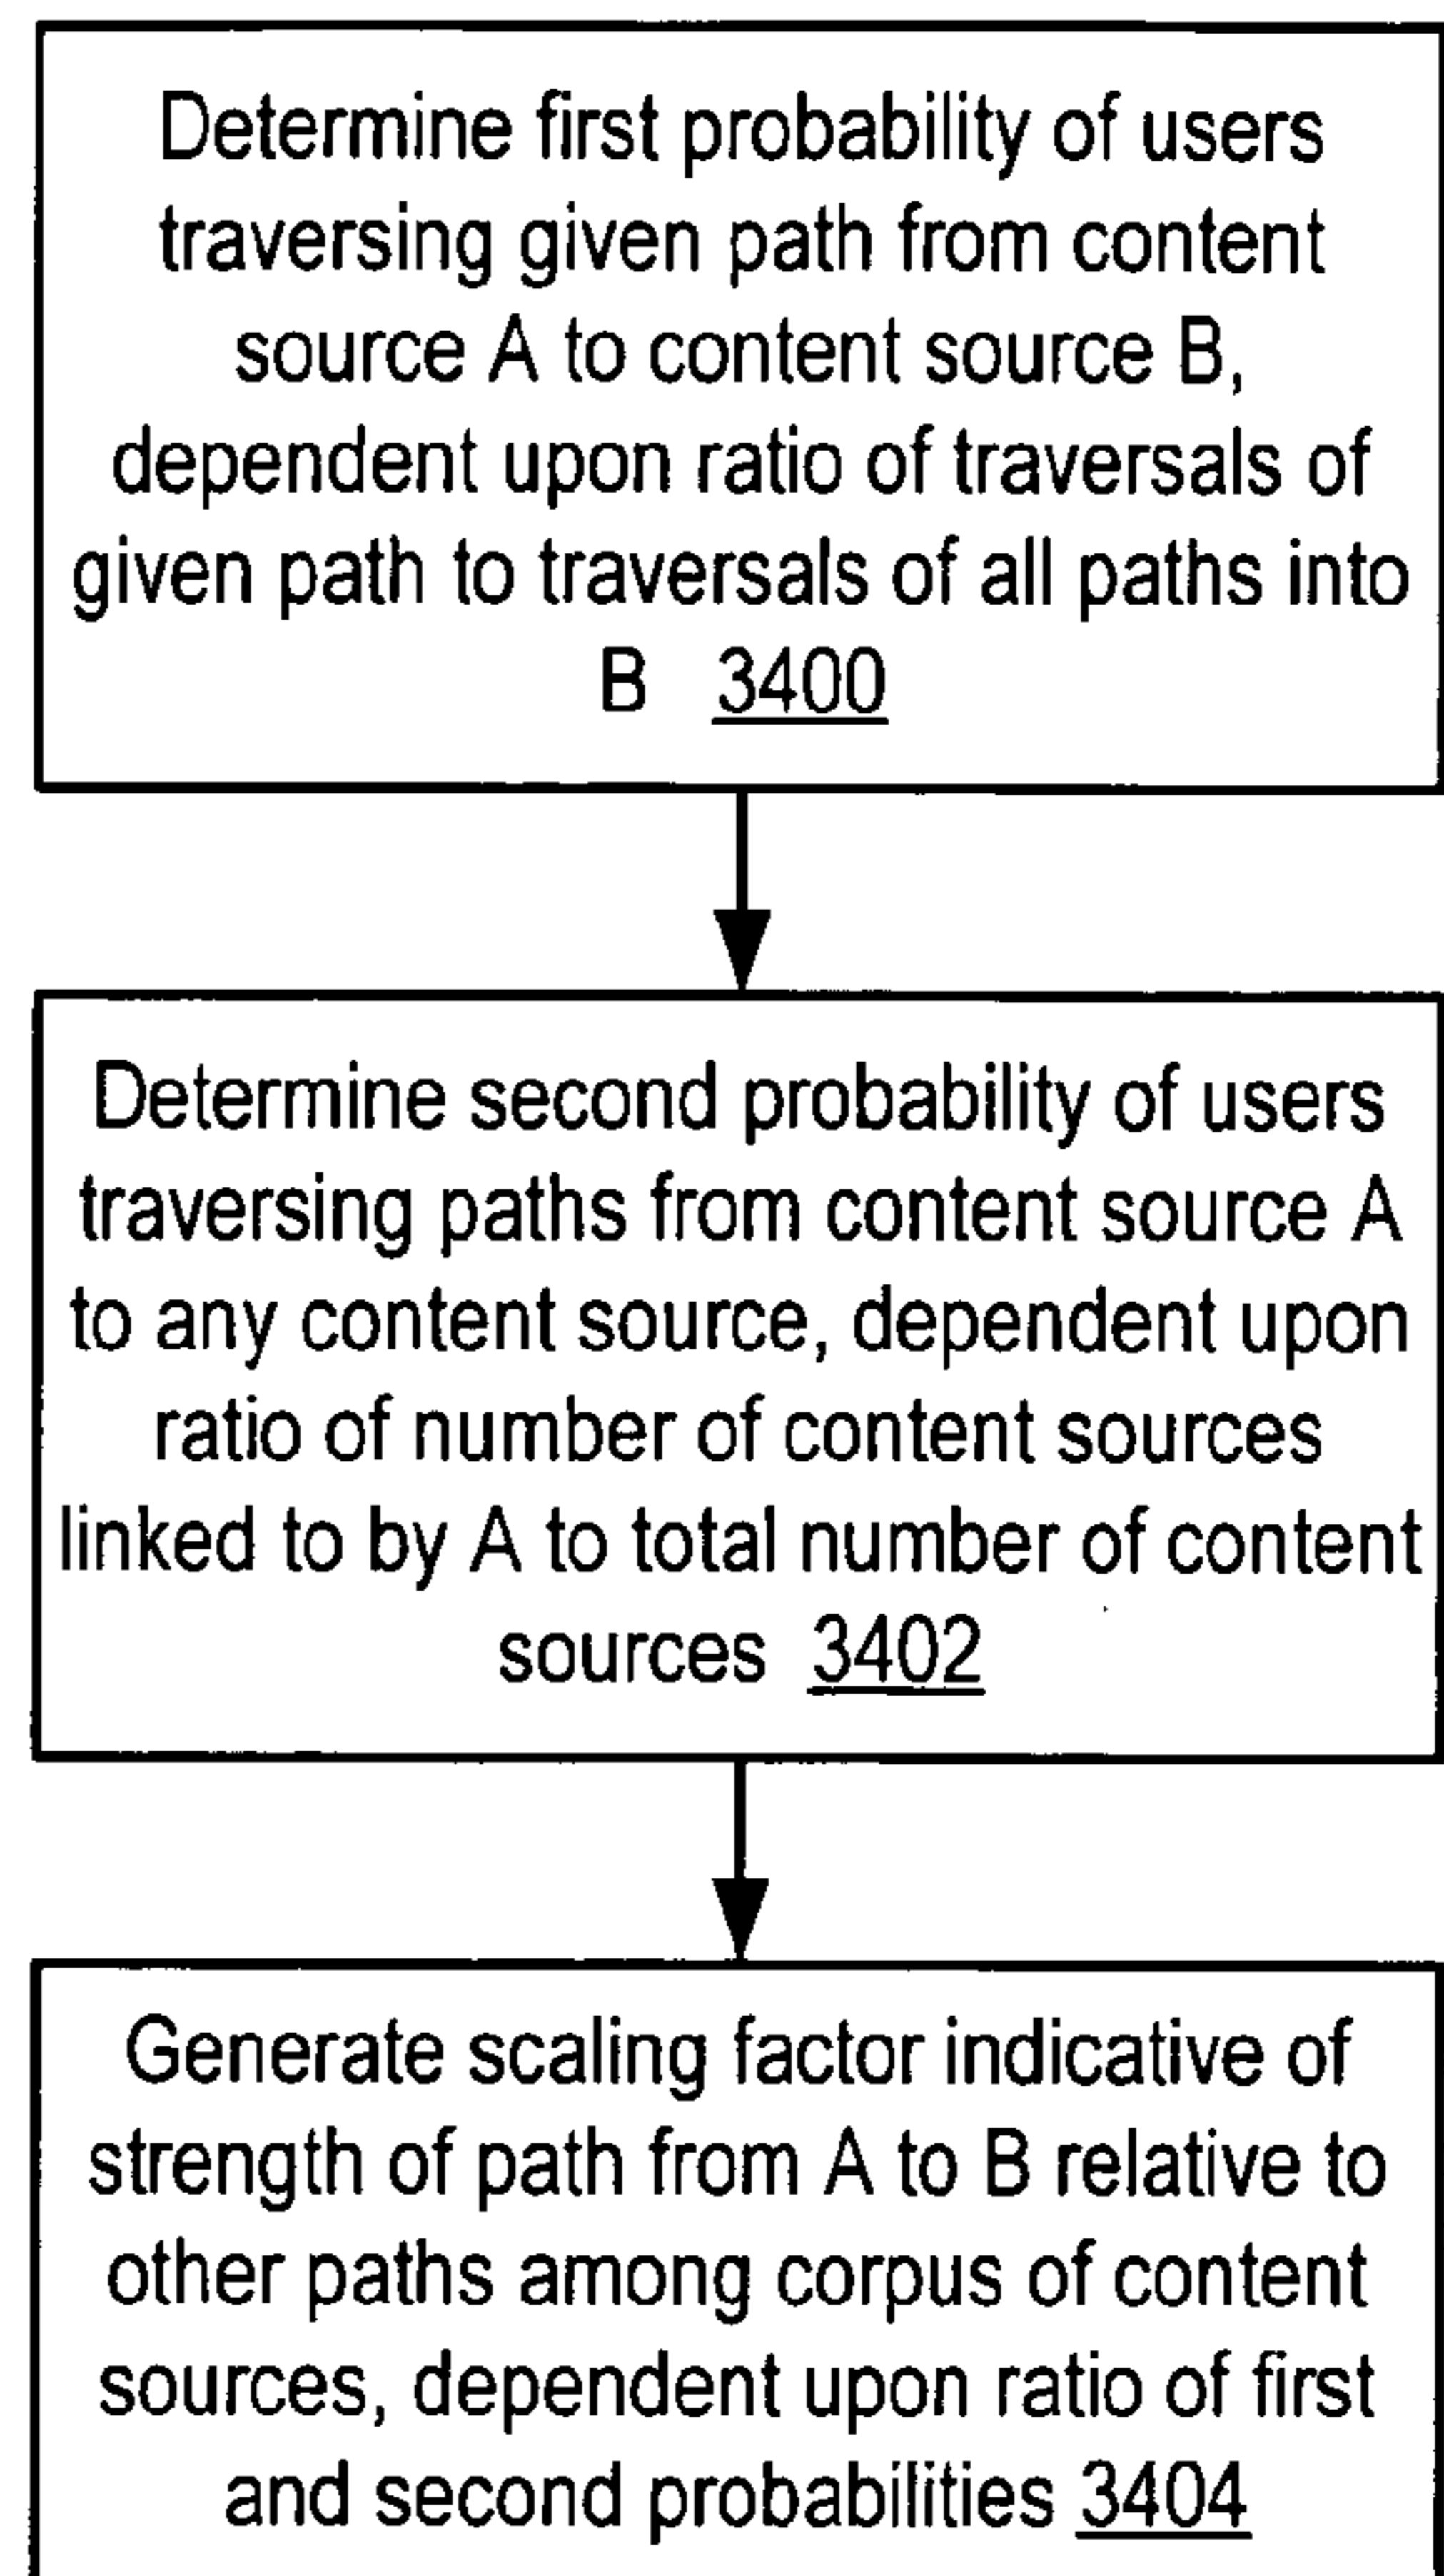 Determine first probability of users
traversing given path from content
source A to content source B,
dependent upon ratio of traversals of
given path to traversals of all paths into
B 3400
Determine second probability of users
traversing paths from content source A
to any content source, dependent upon
ratio of number of content sources
linked to by A to total number of content
sources 3402
Generate scaling factor indicative of
strength of path from A to B relative to
other paths among corpus of content
sources, dependent upon ratio of first
and second probabilities 3404